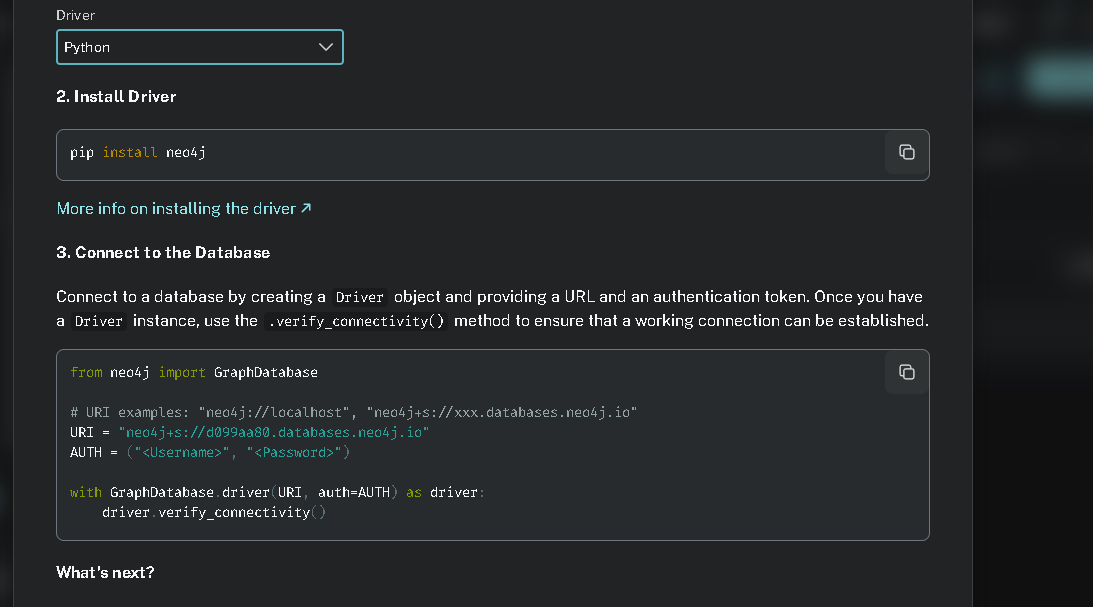 Driver
Python
2. Install Driver
pip install neo4j
More info on installing the driver ↗
3. Connect to the Database
Connect to a database by creating a Driver object and providing a URL and an authentication token. Once you have
a Driver instance, use the .verify_connectivity() method to ensure that a working connection can be established.
from neo4j import GraphDatabase
# URI examples: "neo4j://localhost", "neo4j+s://xxx.databases.neo4j.io"
URI = "neo4j+s://d099aa80.databases.neo4j.io"
AUTH = ("<Username>", "<Password>")
with GraphDatabase.driver(URI, auth=AUTH) as driver:
    driver.verify_connectivity()
What's next?